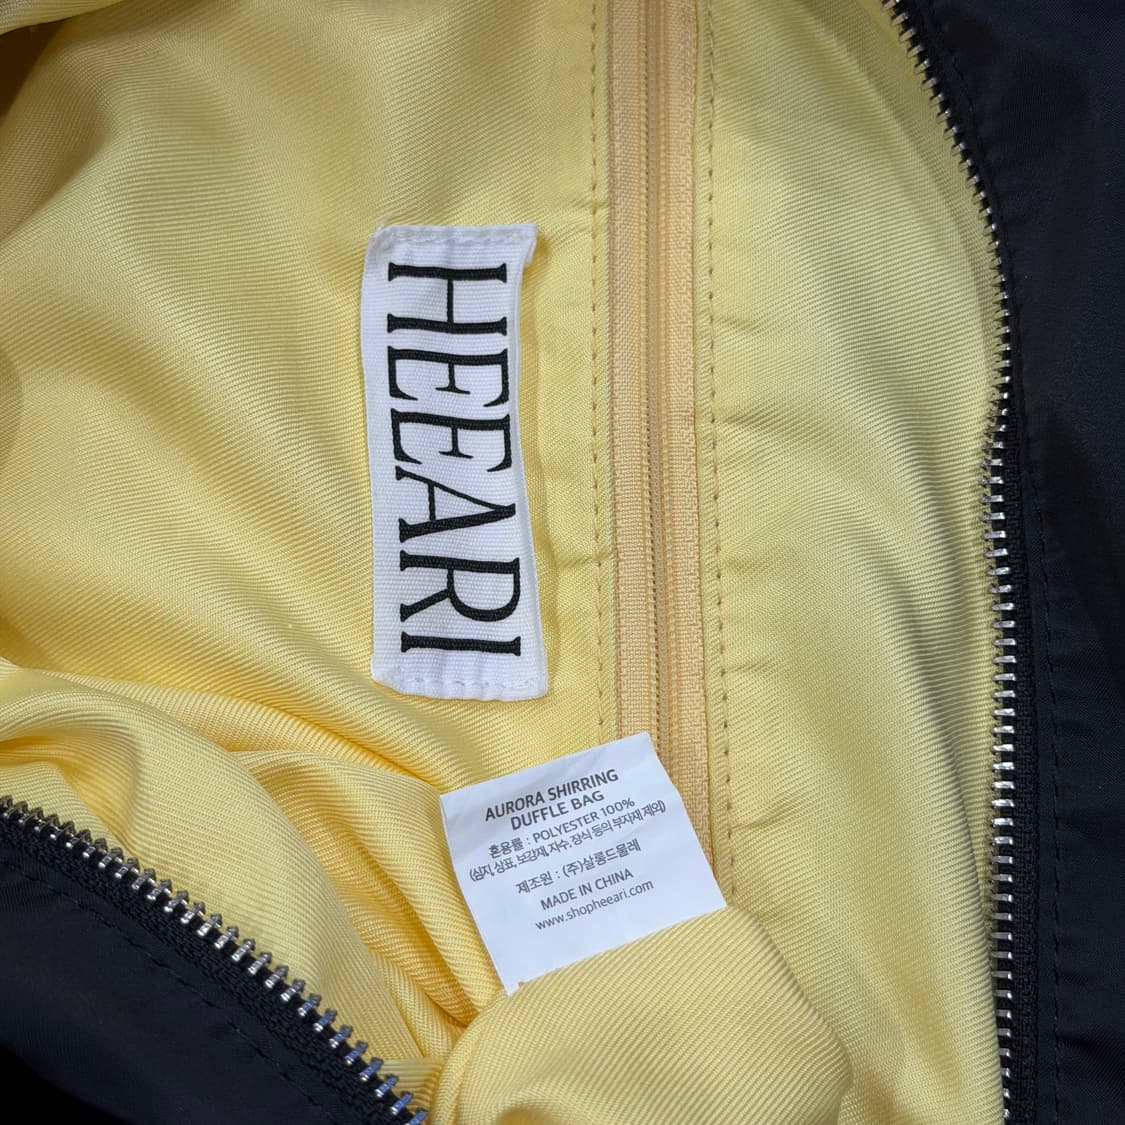 HEEARI
AURORA SHIRRING
DUFFLE BAG
혼용률 : POLYESTER 100%
(심지, 상표, 보강재, 자수, 장식 등의 부자재 제외)
제조원 : (주)살롱드물레
MADE IN CHINA
www.shopheeari.com